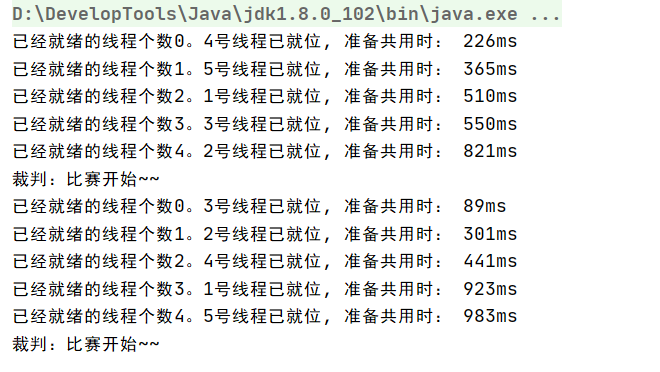 D:\DevelopTools\Java\jdk1.8.0_102\bin\java.exe ...
已经就绪的线程个数0。4号线程已就位, 准备共用时： 226ms
已经就绪的线程个数1。5号线程已就位, 准备共用时： 365ms
已经就绪的线程个数2。1号线程已就位, 准备共用时： 510ms
已经就绪的线程个数3。3号线程已就位, 准备共用时： 550ms
已经就绪的线程个数4。2号线程已就位, 准备共用时： 821ms
裁判：比赛开始~~
已经就绪的线程个数0。3号线程已就位, 准备共用时： 89ms
已经就绪的线程个数1。2号线程已就位, 准备共用时： 301ms
已经就绪的线程个数2。4号线程已就位, 准备共用时： 441ms
已经就绪的线程个数3。1号线程已就位, 准备共用时： 923ms
已经就绪的线程个数4。5号线程已就位, 准备共用时： 983ms
裁判：比赛开始~~